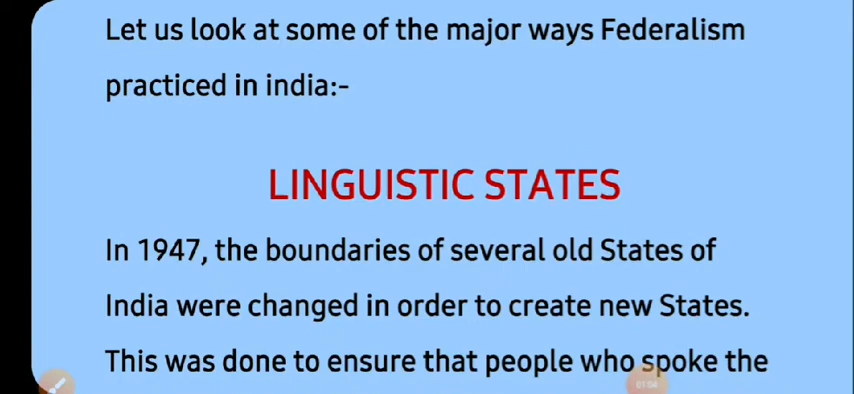 Let us look at some of the major ways Federalism
practiced in india:-
LINGUISTIC STATES
In 1947, the boundaries of several old States of
India were changed in order to create new States.
This was done to ensure that people who spoke the